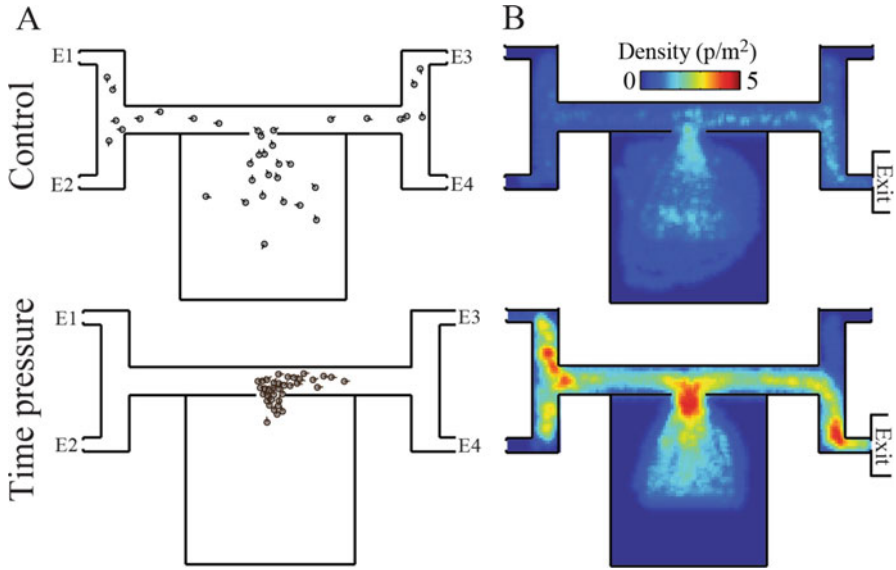 A
B
Control
E1
E2
E3
E4
Density (p/m²)
0
5
Exit
Time pressure
E1
E2
E3
E4
Exit